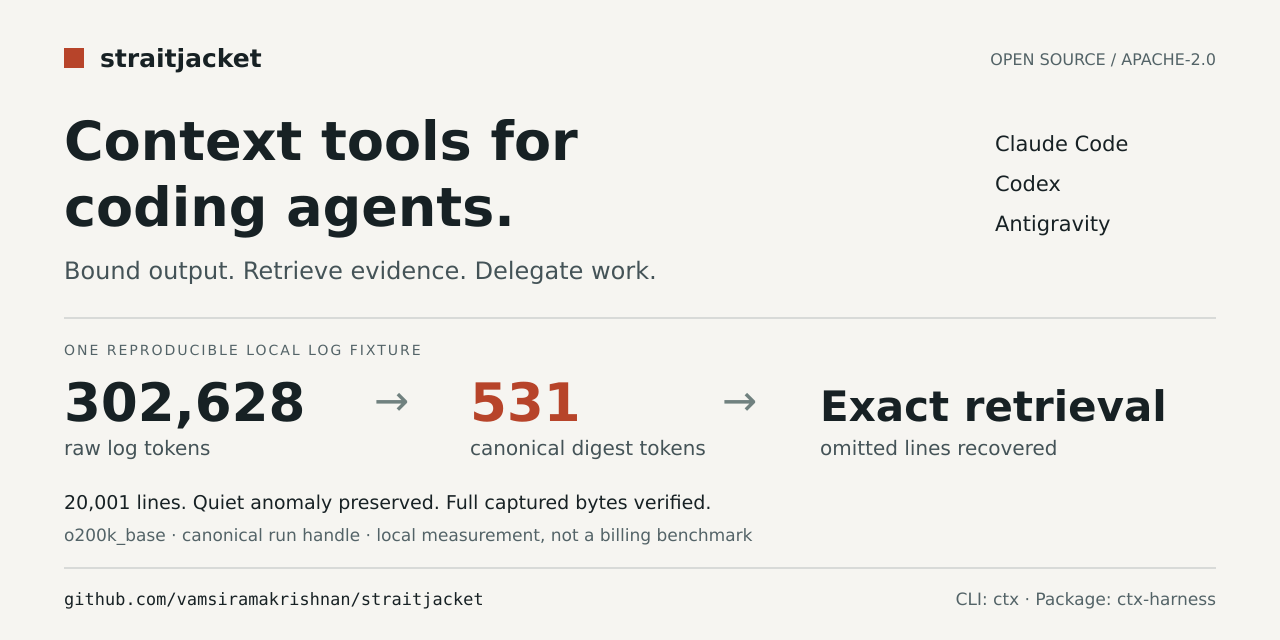 straitjacket
OPEN SOURCE / APACHE-2.0
Context tools for
coding agents.
Bound output. Retrieve evidence. Delegate work.
Claude Code
Codex
Antigravity
ONE REPRODUCIBLE LOCAL LOG FIXTURE
302,628 → 531 → Exact retrieval
raw log tokens canonical digest tokens omitted lines recovered
20,001 lines. Quiet anomaly preserved. Full captured bytes verified.
o200k_base · canonical run handle · local measurement, not a billing benchmark
github.com/vamsiramakrishnan/straitjacket
CLI: ctx · Package: ctx-harness